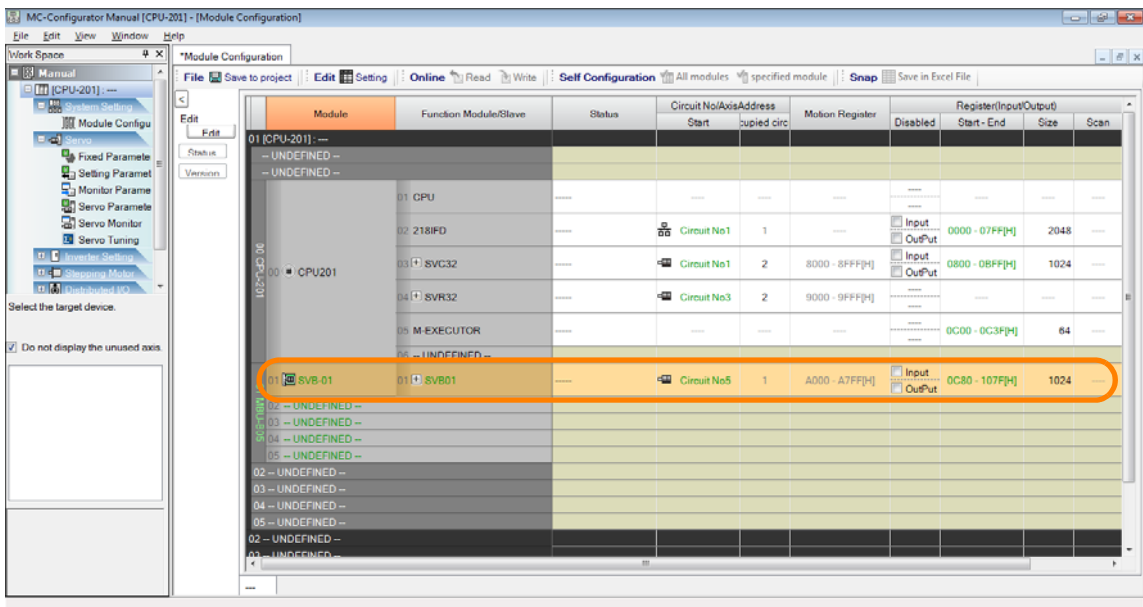 MC-Configurator Manual [CPU-201] - [Module Configuration]
File Edit View Window Help
Work Space
Manual
[CPU-201] : ---
System Setting
Module Configu
Servo
Fixed Paramete
Setting Paramet
Monitor Parame
Servo Paramete
Servo Monitor
Servo Tuning
Inverter Setting
Stepping Motor
Distributed I/O
Select the target device.
Do not display the unused axis.
*Module Configuration
File Save to project Edit Setting Online Read Write Self Configuration All modules specified module Snap Save in Excel File
<
Edit
Edit
Status
Version
Module Function Module/Slave Status Circuit No/AxisAddress Motion Register Register(Input/Output)
Start cupied circ Disabled Start - End Size Scan
01 [CPU-201] : ---
-- UNDEFINED --
-- UNDEFINED --
00 CPU-201
00 CPU201
01 CPU ----- ---- ---- ---- ---- ---- ---- ---- ----
02 218IFD ----- Circuit No1 1 ---- Input OutPut 0000 - 07FF[H] 2048 ----
03 + SVC32 ----- Circuit No1 2 8000 - 8FFF[H] Input OutPut 0800 - 0BFF[H] 1024 ----
04 + SVR32 ----- Circuit No3 2 9000 - 9FFF[H] ---- ---- ---- ---- ----
05 M-EXECUTOR ----- ---- ---- ---- ---- ---- 0C00 - 0C3F[H] 64 ----
06 -- UNDEFINED --
MBU-B05
01 SVB-01 01 + SVB01 ----- Circuit No5 1 A000 - A7FF[H] Input OutPut 0C80 - 107F[H] 1024 ----
02 -- UNDEFINED --
03 -- UNDEFINED --
04 -- UNDEFINED --
05 -- UNDEFINED --
02 -- UNDEFINED --
03 -- UNDEFINED --
04 -- UNDEFINED --
05 -- UNDEFINED --
02 -- UNDEFINED --
03 -- UNDEFINED --
---